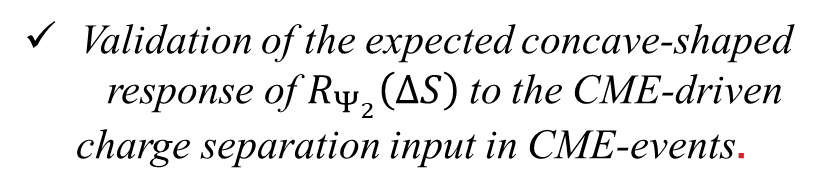 ✓ Validation of the expected concave-shaped
response of R_{Ψ_2}(ΔS) to the CME-driven
charge separation input in CME-events.